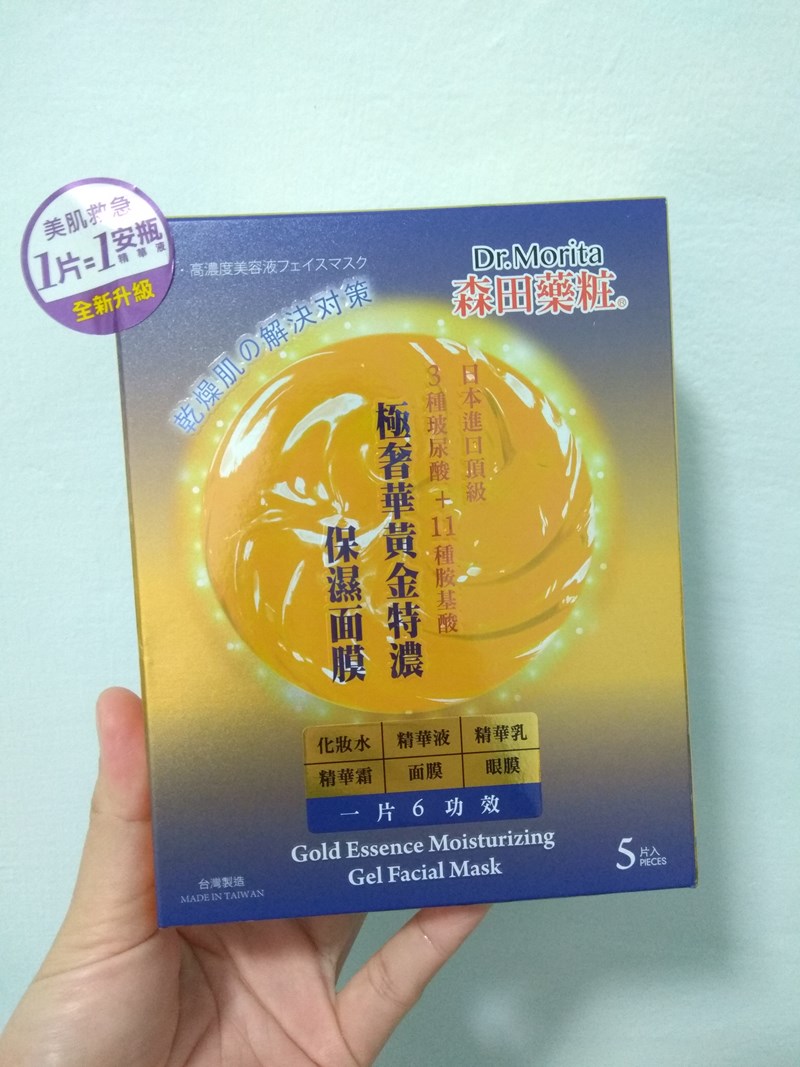 美肌救急
1片=1安瓶
精華液
全新升級
・高濃度美容液フェイスマスク
Dr.Morita
森田藥粧®
乾燥肌の解決対策
日本進口頂級
3種玻尿酸+11種胺基酸
極奢華黃金特濃
保濕面膜
化妝水 精華液 精華乳
精華霜 面膜 眼膜
一片6功效
Gold Essence Moisturizing
Gel Facial Mask
5片入
PIECES
台灣製造
MADE IN TAIWAN